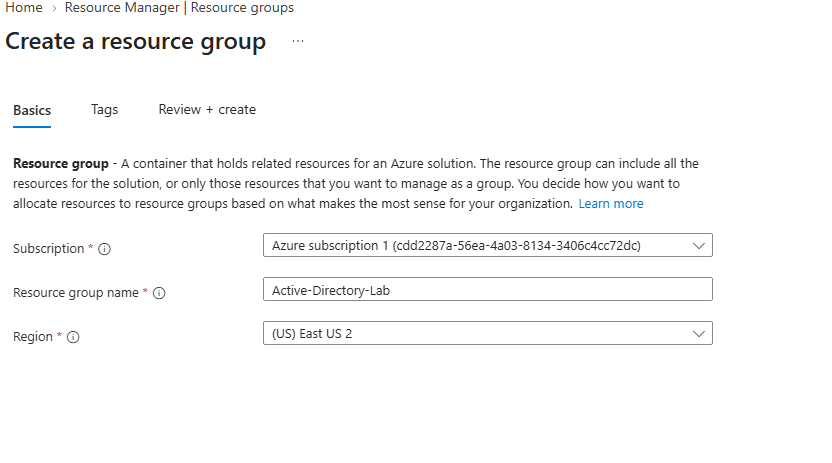 Home > Resource Manager | Resource groups
Create a resource group ...
Basics Tags Review + create
Resource group - A container that holds related resources for an Azure solution. The resource group can include all the
resources for the solution, or only those resources that you want to manage as a group. You decide how you want to
allocate resources to resource groups based on what makes the most sense for your organization. Learn more
Subscription * Azure subscription 1 (cdd2287a-56ea-4a03-8134-3406c4cc72dc)
Resource group name * Active-Directory-Lab
Region * (US) East US 2